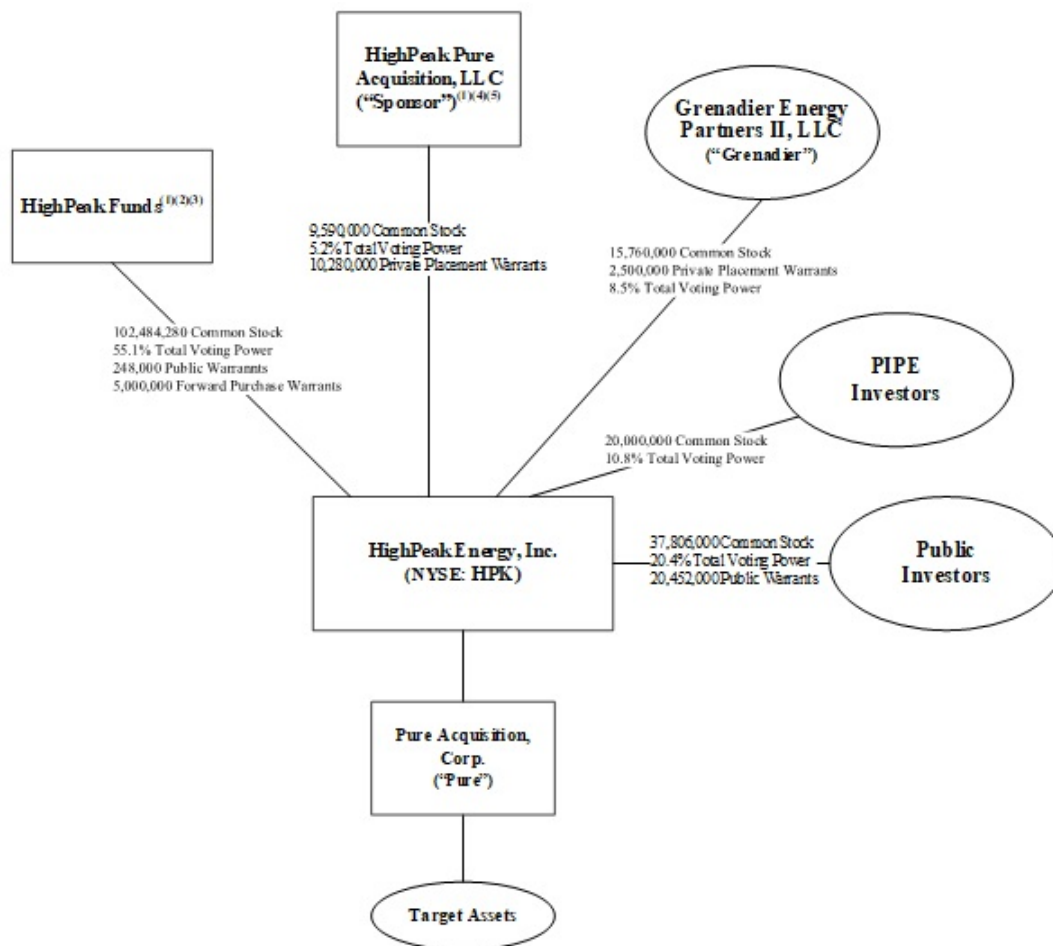 HighPeak Pure
Acquisition, LLC
(“Sponsor”)(1)(4)(5)
Grenadier Energy
Partners II, LLC
(“Grenadier”)
HighPeak Funds(1)(2)(3)
9,590,000 Common Stock
5.2% Total Voting Power
10,280,000 Private Placement Warrants
15,760,000 Common Stock
2,500,000 Private Placement Warrants
8.5% Total Voting Power
102,484,280 Common Stock
55.1% Total Voting Power
248,000 Public Warrannts
5,000,000 Forward Purchase Warrants
PIPE
Investors
20,000,000 Common Stock
10.8% Total Voting Power
HighPeak Energy, Inc.
(NYSE: HPK)
37,806,000 Common Stock
20.4% Total Voting Power
20,452,000 Public Warrants
Public
Investors
Pure Acquisition,
Corp.
(“Pure”)
Target Assets